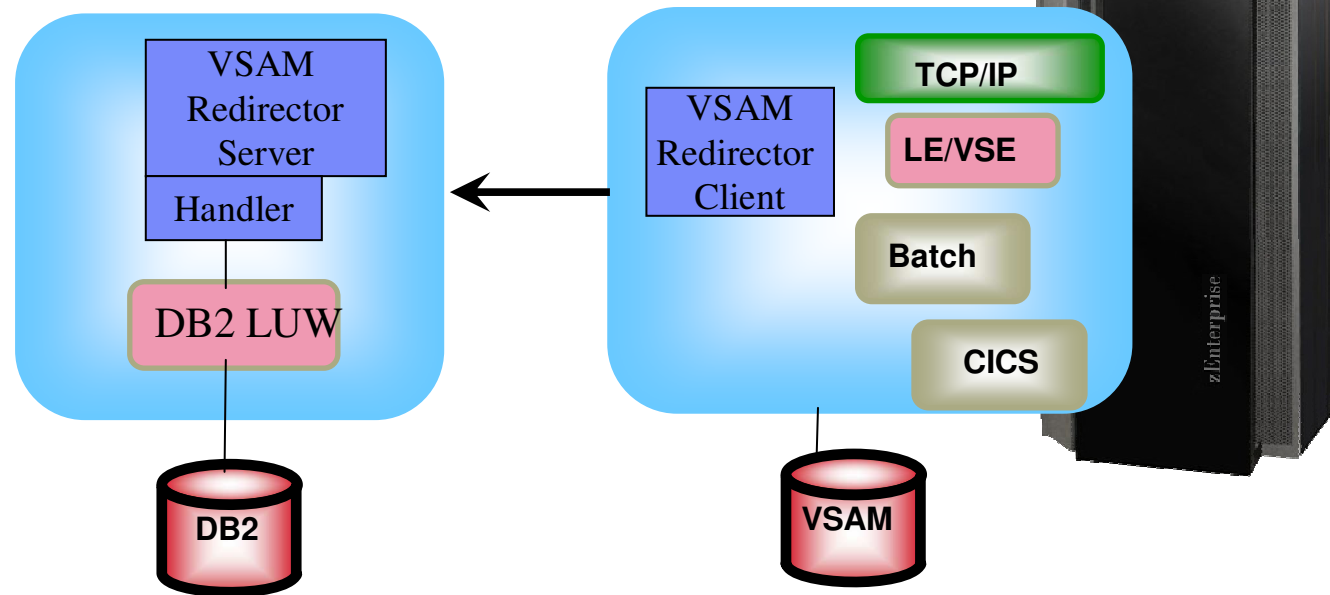 VSAM
Redirector
Server
Handler
DB2 LUW
DB2
VSAM
Redirector
Client
TCP/IP
LE/VSE
Batch
CICS
VSAM
zEnterprise